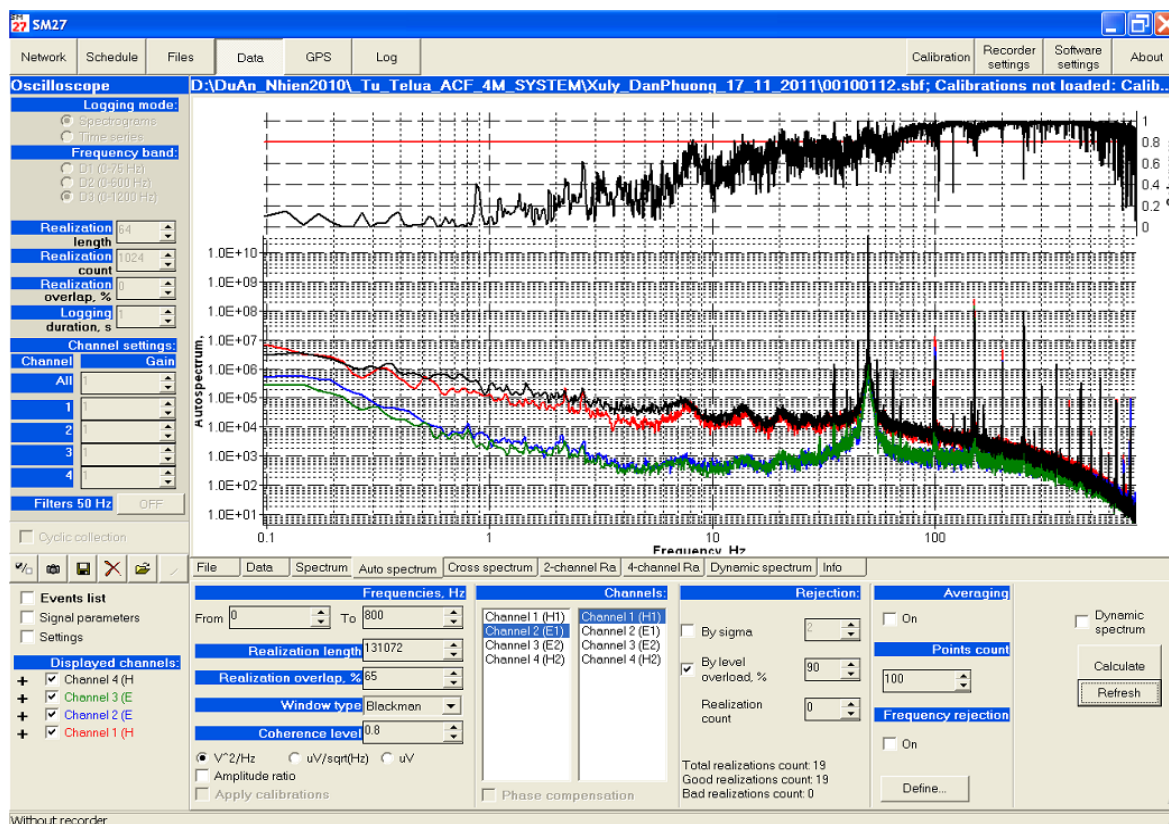 SM27
Network Schedule Files Data GPS Log Calibration Recorder settings Software settings About
Oscilloscope
D:\DuAn_Nhien2010\_Tu_Telua_ACF_4M_SYSTEM\Xuly_DanPhuong_17_11_2011\00100112.sbf; Calibrations not loaded: Calib..
Logging mode:
Spectrograms
Time series
Frequency band:
D1 (0-75 Hz)
D2 (0-600 Hz)
D3 (0-1200 Hz)
Realization length 64
Realization count 1024
Realization overlap, % 0
Logging duration, s 1
Channel settings:
Channel Gain
All 1
1 1
2 1
3 1
4 1
Filters 50 Hz OFF
Cyclic collection
1
0.8
0.6
0.4
0.2
0
Autospectrum,
1.0E+10
1.0E+09
1.0E+08
1.0E+07
1.0E+06
1.0E+05
1.0E+04
1.0E+03
1.0E+02
1.0E+01
0.1 1 10 100
Frequency, Hz
File Data Spectrum Auto spectrum Cross spectrum 2-channel Ra 4-channel Ra Dynamic spectrum Info
Events list
Signal parameters
Settings
Displayed channels:
Channel 4 (H
Channel 3 (E
Channel 2 (E
Channel 1 (H
Frequencies, Hz
From 0 To 800
Realization length 131072
Realization overlap, % 65
Window type Blackman
Coherence level 0.8
V^2/Hz uV/sqrt(Hz) uV
Amplitude ratio
Apply calibrations
Channels:
Channel 1 (H1) Channel 1 (H1)
Channel 2 (E1) Channel 2 (E1)
Channel 3 (E2) Channel 3 (E2)
Channel 4 (H2) Channel 4 (H2)
Phase compensation
Rejection:
By sigma 2
By level overload, % 90
Realization count 0
Total realizations count: 19
Good realizations count: 19
Bad realizations count: 0
Averaging
On
Points count
100
Frequency rejection
On
Define...
Dynamic spectrum
Calculate
Refresh
Without recorder